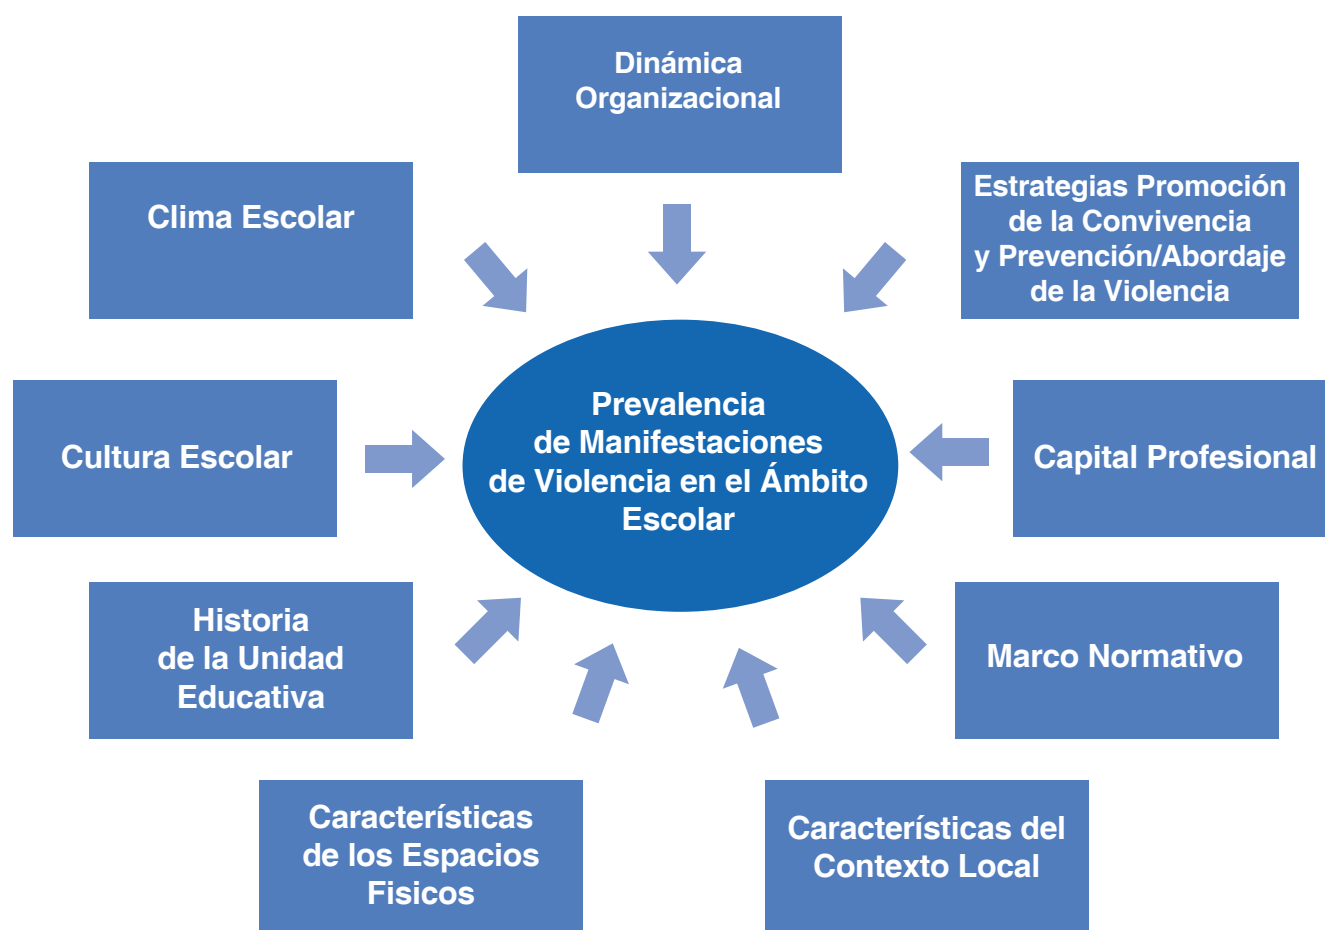 Dinámica
Organizacional
Clima Escolar
Estrategias Promoción
de la Convivencia
y Prevención/Abordaje
de la Violencia
Prevalencia
de Manifestaciones
de Violencia en el Ámbito
Escolar
Cultura Escolar
Capital Profesional
Historia
de la Unidad
Educativa
Marco Normativo
Características
de los Espacios
Fisicos
Características del
Contexto Local